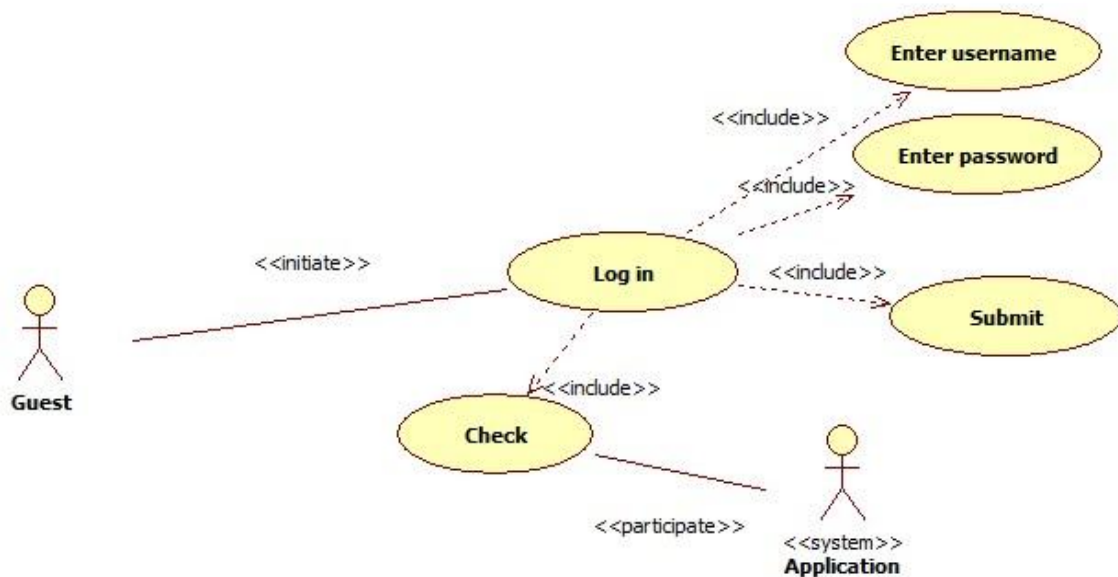 Enter username
<<include>>
Enter password
<<include>>
<<initiate>>
Log in
<<include>>
Submit
Guest
<<include>>
Check
<<participate>>
<<system>>
Application